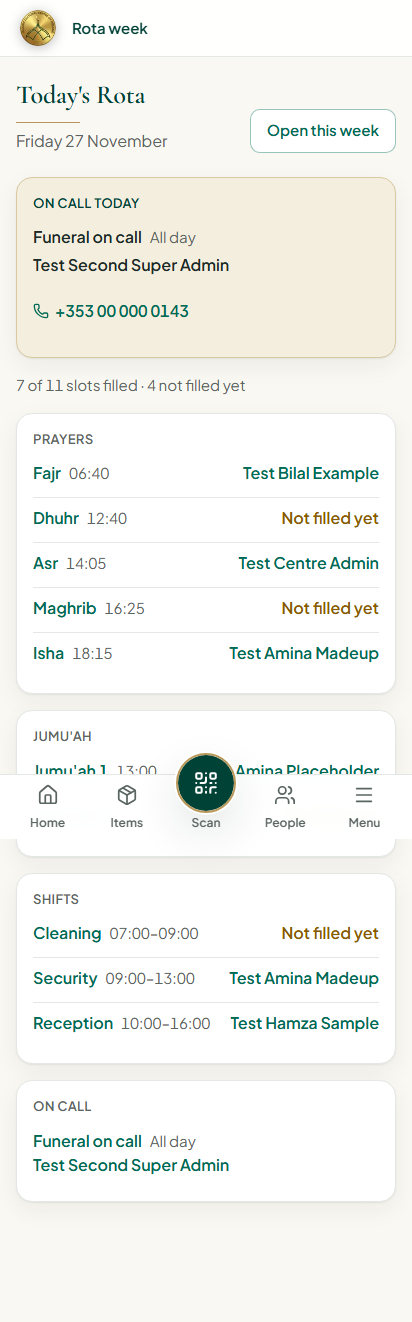 Rota week
Today's Rota
Friday 27 November
Open this week
ON CALL TODAY
Funeral on call All day
Test Second Super Admin
+353 00 000 0143
7 of 11 slots filled · 4 not filled yet
PRAYERS
Fajr 06:40 Test Bilal Example
Dhuhr 12:40 Not filled yet
Asr 14:05 Test Centre Admin
Maghrib 16:25 Not filled yet
Isha 18:15 Test Amina Madeup
JUMU'AH
Jumu'ah 1 13:00 Amina Placeholder
Home
Items
Scan
People
Menu
SHIFTS
Cleaning 07:00–09:00 Not filled yet
Security 09:00–13:00 Test Amina Madeup
Reception 10:00–16:00 Test Hamza Sample
ON CALL
Funeral on call All day
Test Second Super Admin